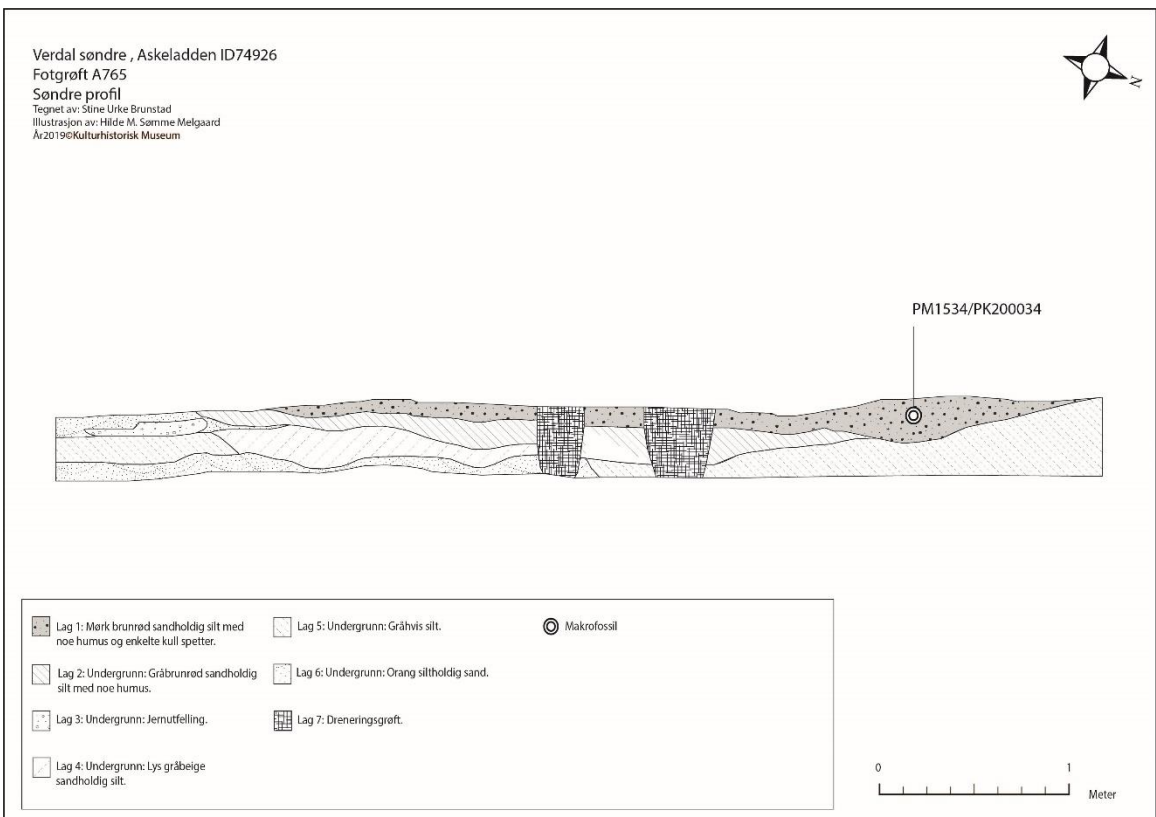 Verdal søndre , Askeladden ID74926
Fotgrøft A765
Søndre profil
Tegnet av: Stine Urke Brunstad
Illustrasjon av: Hilde M. Sømme Melgaard
År2019©Kulturhistorisk Museum
N
PM1534/PK200034
Lag 1: Mørk brunrød sandholdig silt med
noe humus og enkelte kull spetter.
Lag 2: Undergrunn: Gråbrunrød sandholdig
silt med noe humus.
Lag 3: Undergrunn: Jernutfelling.
Lag 4: Undergrunn: Lys gråbeige
sandholdig silt.
Lag 5: Undergrunn: Gråhvis silt.
Lag 6: Undergrunn: Orang siltholdig sand.
Lag 7: Dreneringsgrøft.
Makrofossil
0 1
Meter